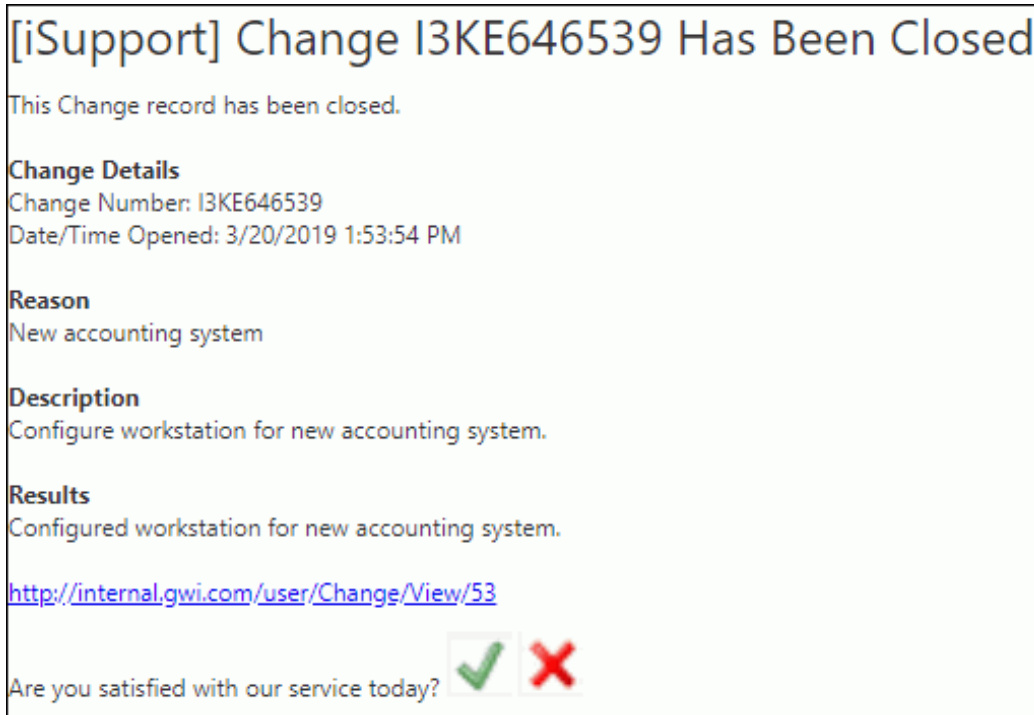 [iSupport] Change I3KE646539 Has Been Closed
This Change record has been closed.
Change Details
Change Number: I3KE646539
Date/Time Opened: 3/20/2019 1:53:54 PM
Reason
New accounting system
Description
Configure workstation for new accounting system.
Results
Configured workstation for new accounting system.
http://internal.gwi.com/user/Change/View/53
Are you satisfied with our service today?